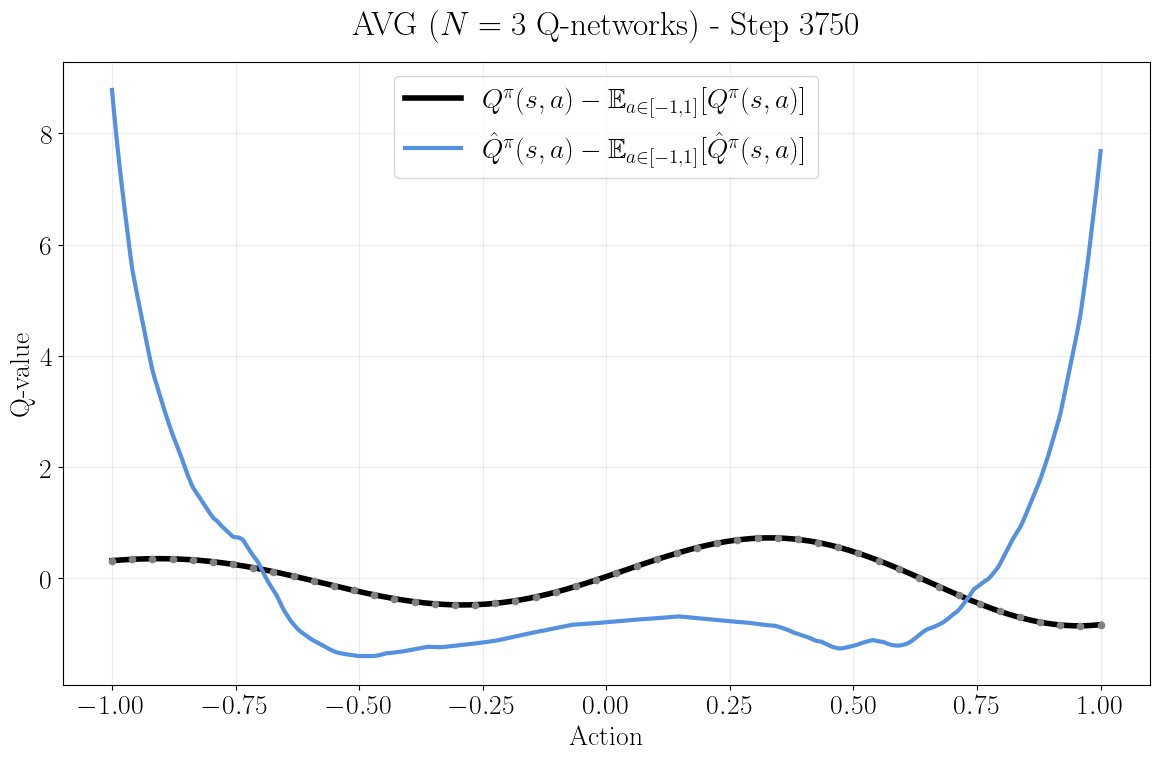 AVG (N = 3 Q-networks) - Step 3750
Q^π(s, a) − 𝔼_{a∈[−1,1]}[Q^π(s, a)]
Q̂^π(s, a) − 𝔼_{a∈[−1,1]}[Q̂^π(s, a)]
Q-value
8
6
4
2
0
−1.00 −0.75 −0.50 −0.25 0.00 0.25 0.50 0.75 1.00
Action